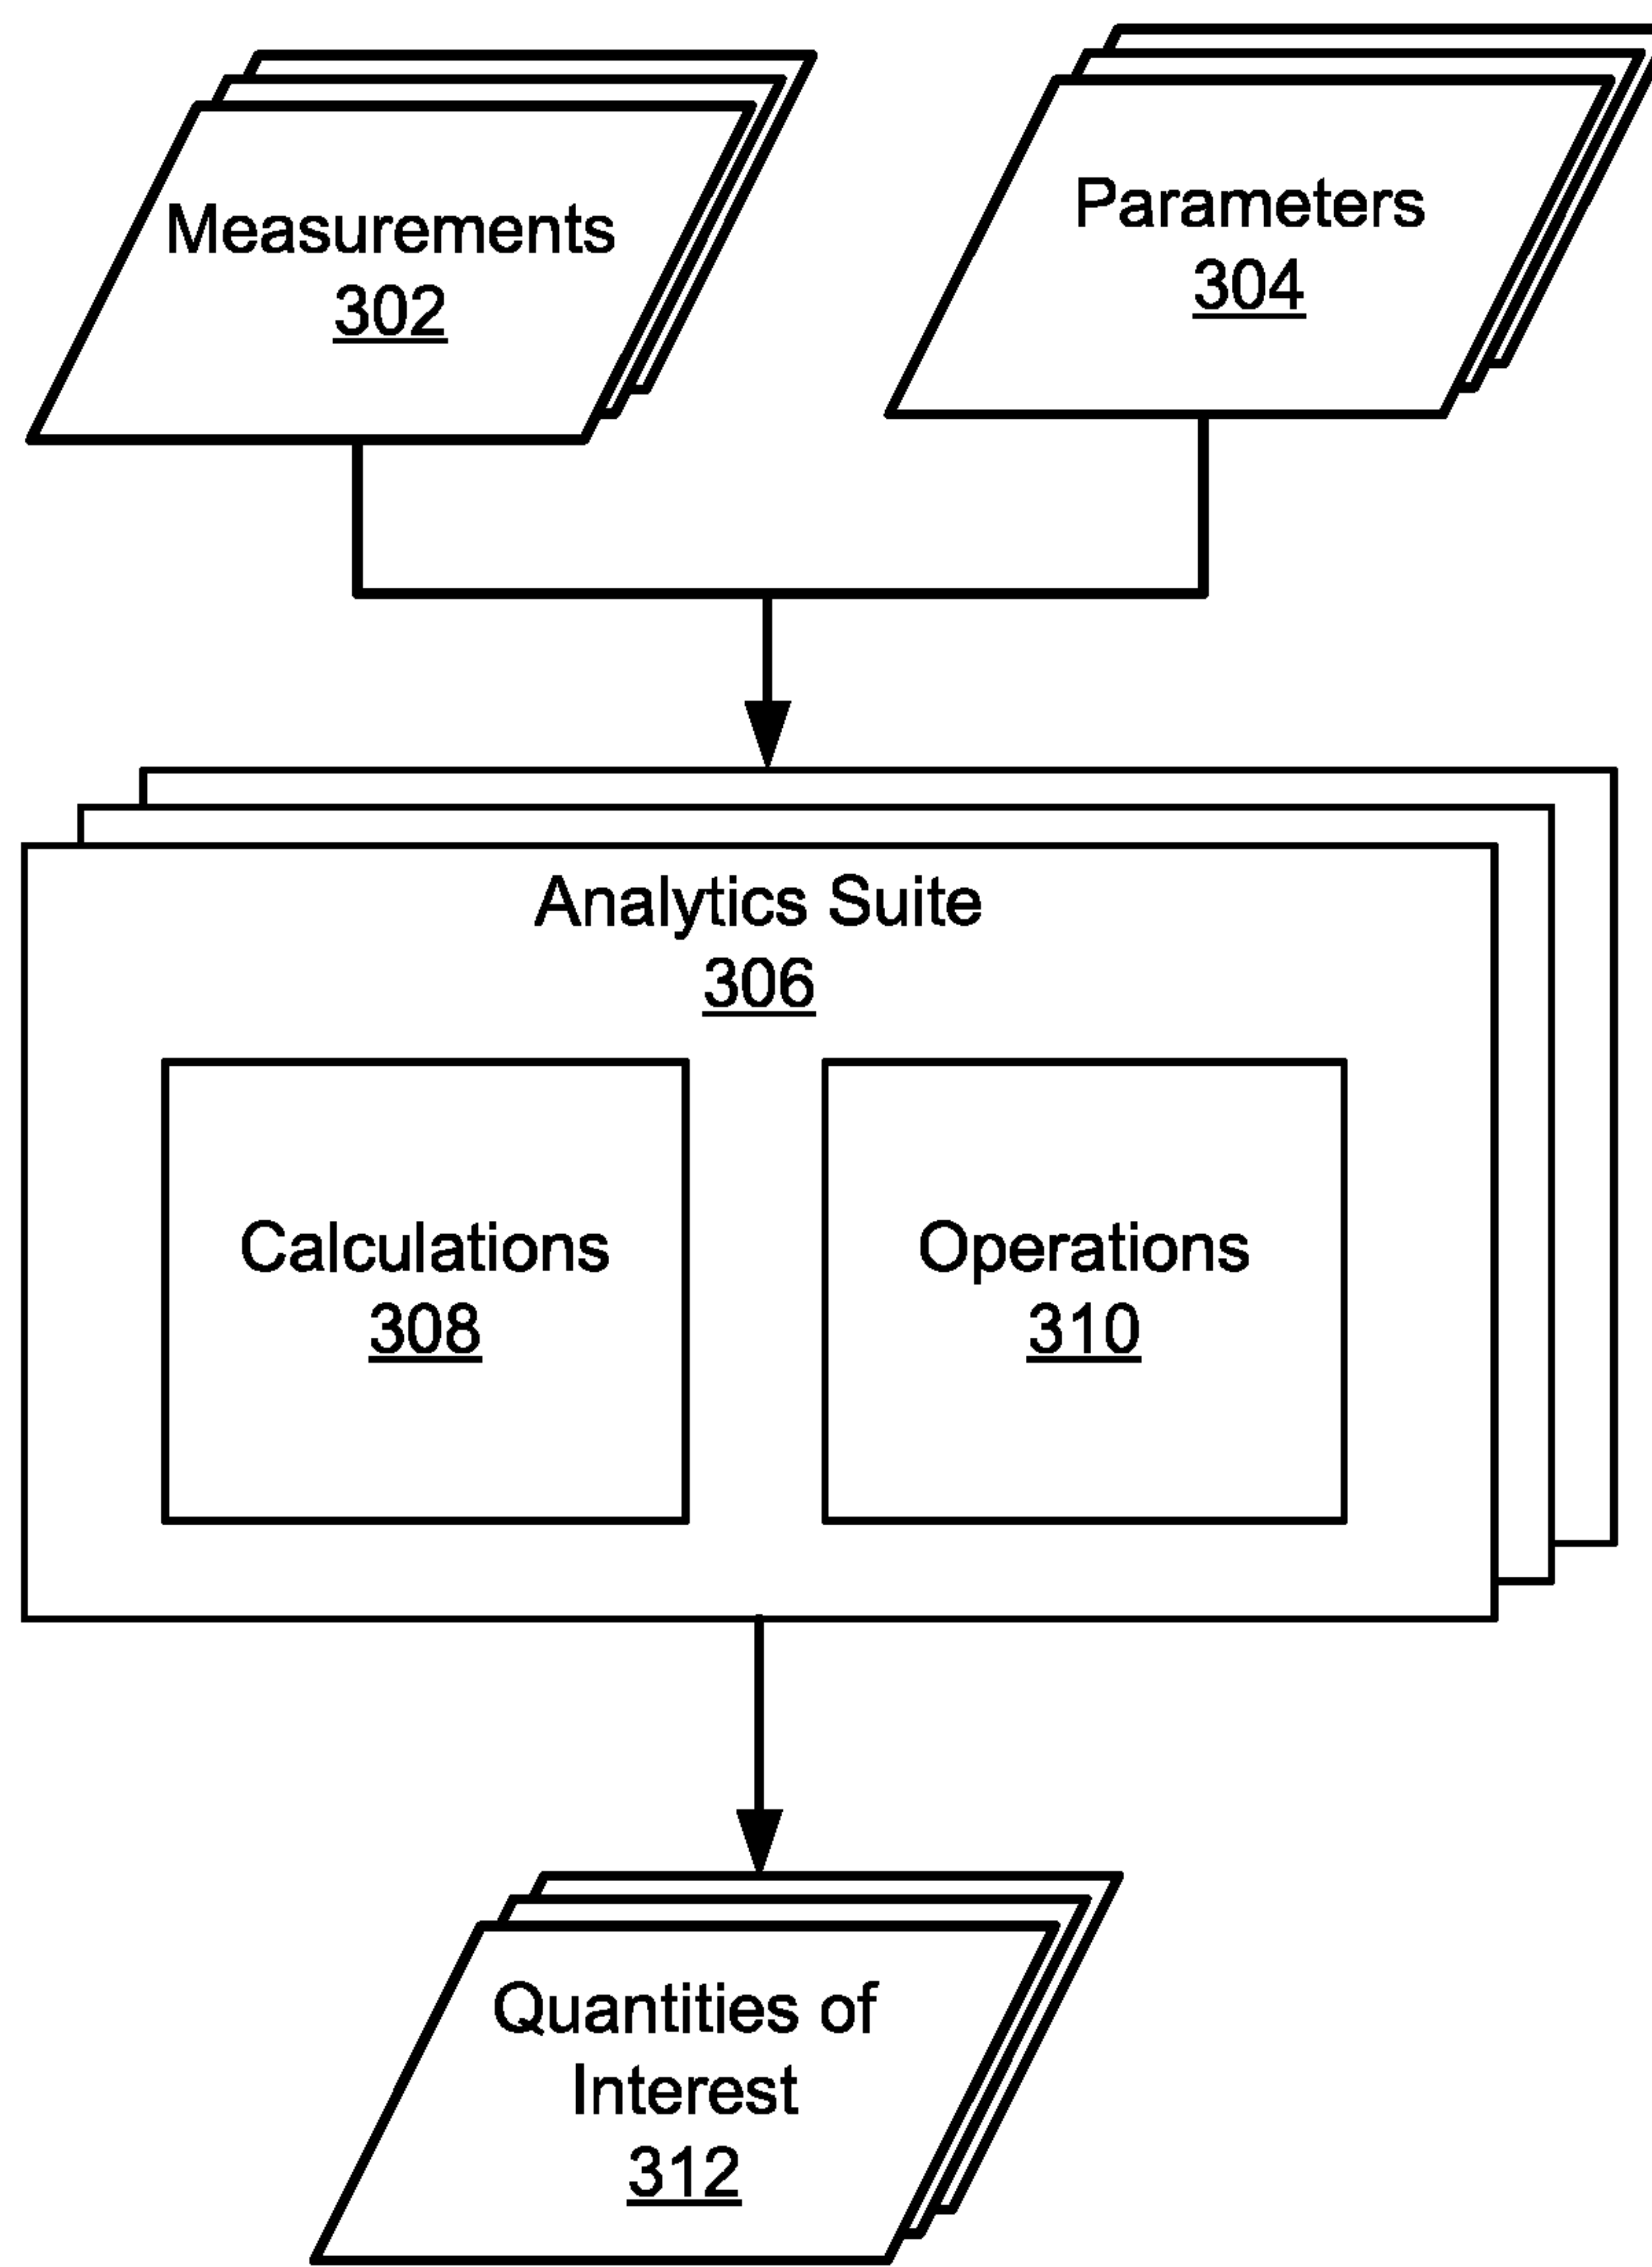 Measurements
302
Parameters
304
Analytics Suite
306
Calculations
308
Operations
310
Quantities of
Interest
312